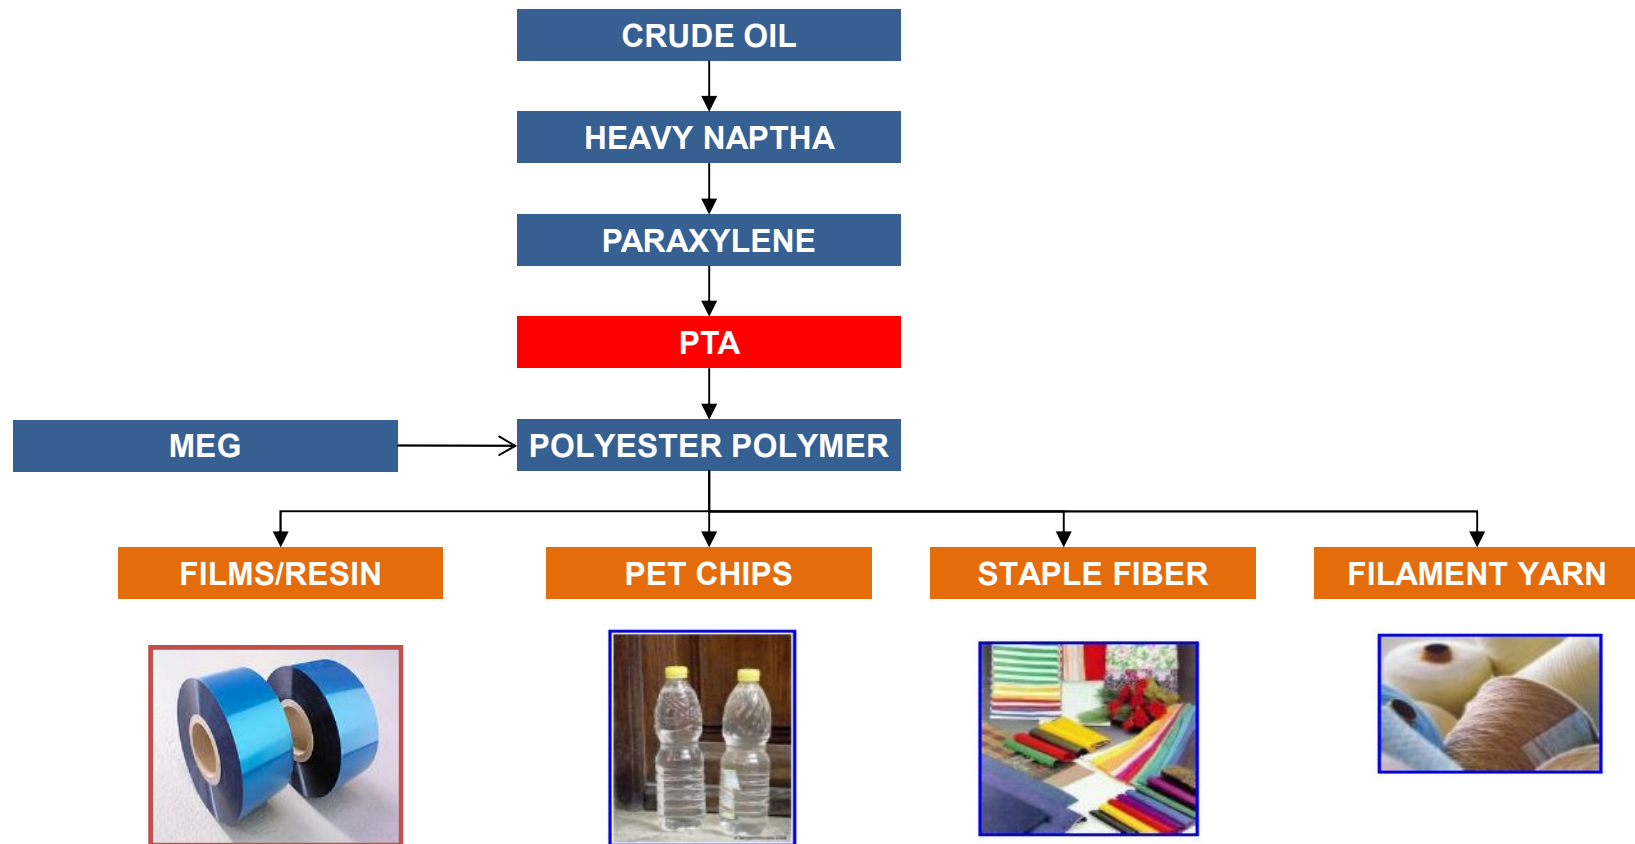 CRUDE OIL
HEAVY NAPTHA
PARAXYLENE
PTA
MEG
POLYESTER POLYMER
FILMS/RESIN
PET CHIPS
STAPLE FIBER
FILAMENT YARN